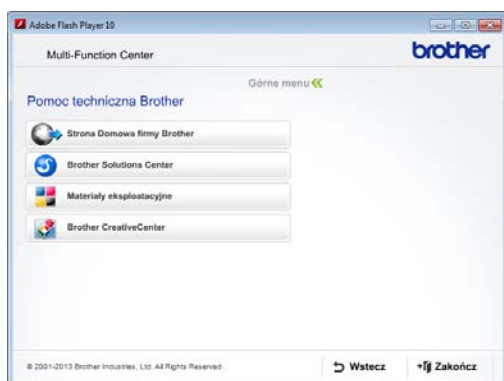 Adobe Flash Player 10
Multi-Function Center
brother
Górne menu
Pomoc techniczna Brother
Strona Domowa firmy Brother
Brother Solutions Center
Materiały eksploatacyjne
Brother CreativeCenter
© 2001-2013 Brother Industries, Ltd. All Rights Reserved.
Wstecz
Zakończ